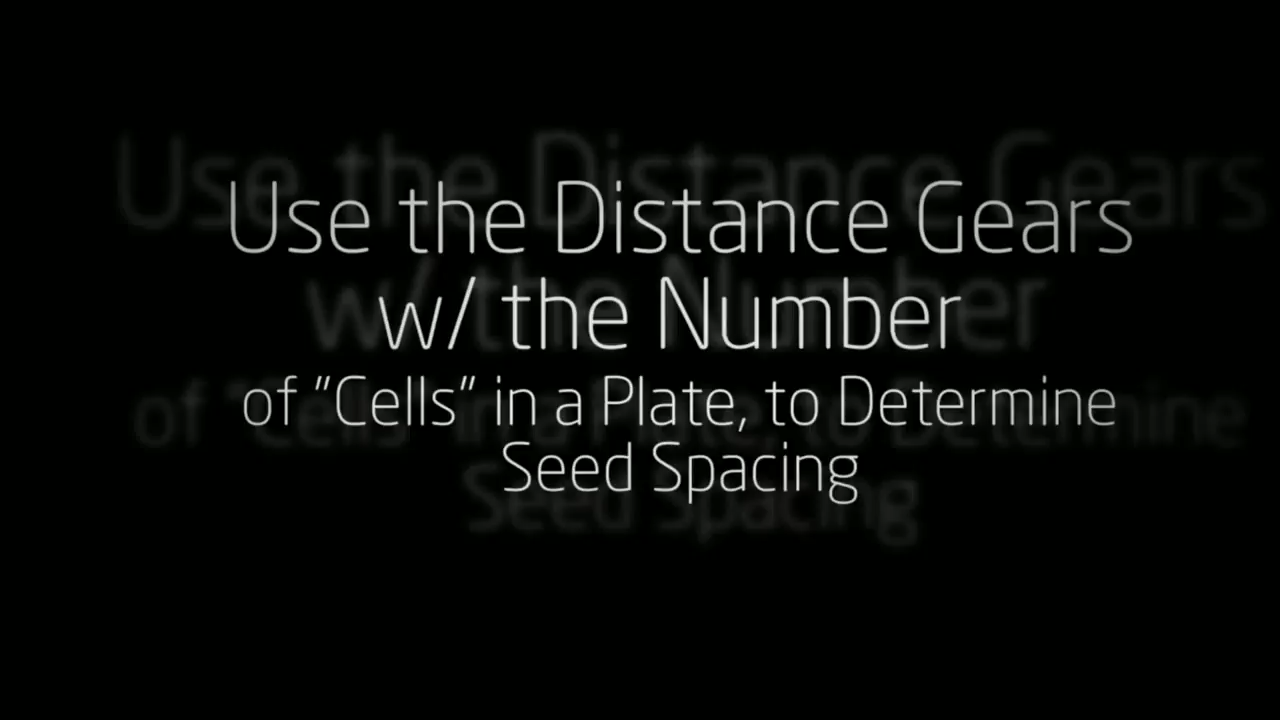 Use the Distance Gears
w/ the Number
of "Cells" in a Plate, to Determine
Seed Spacing